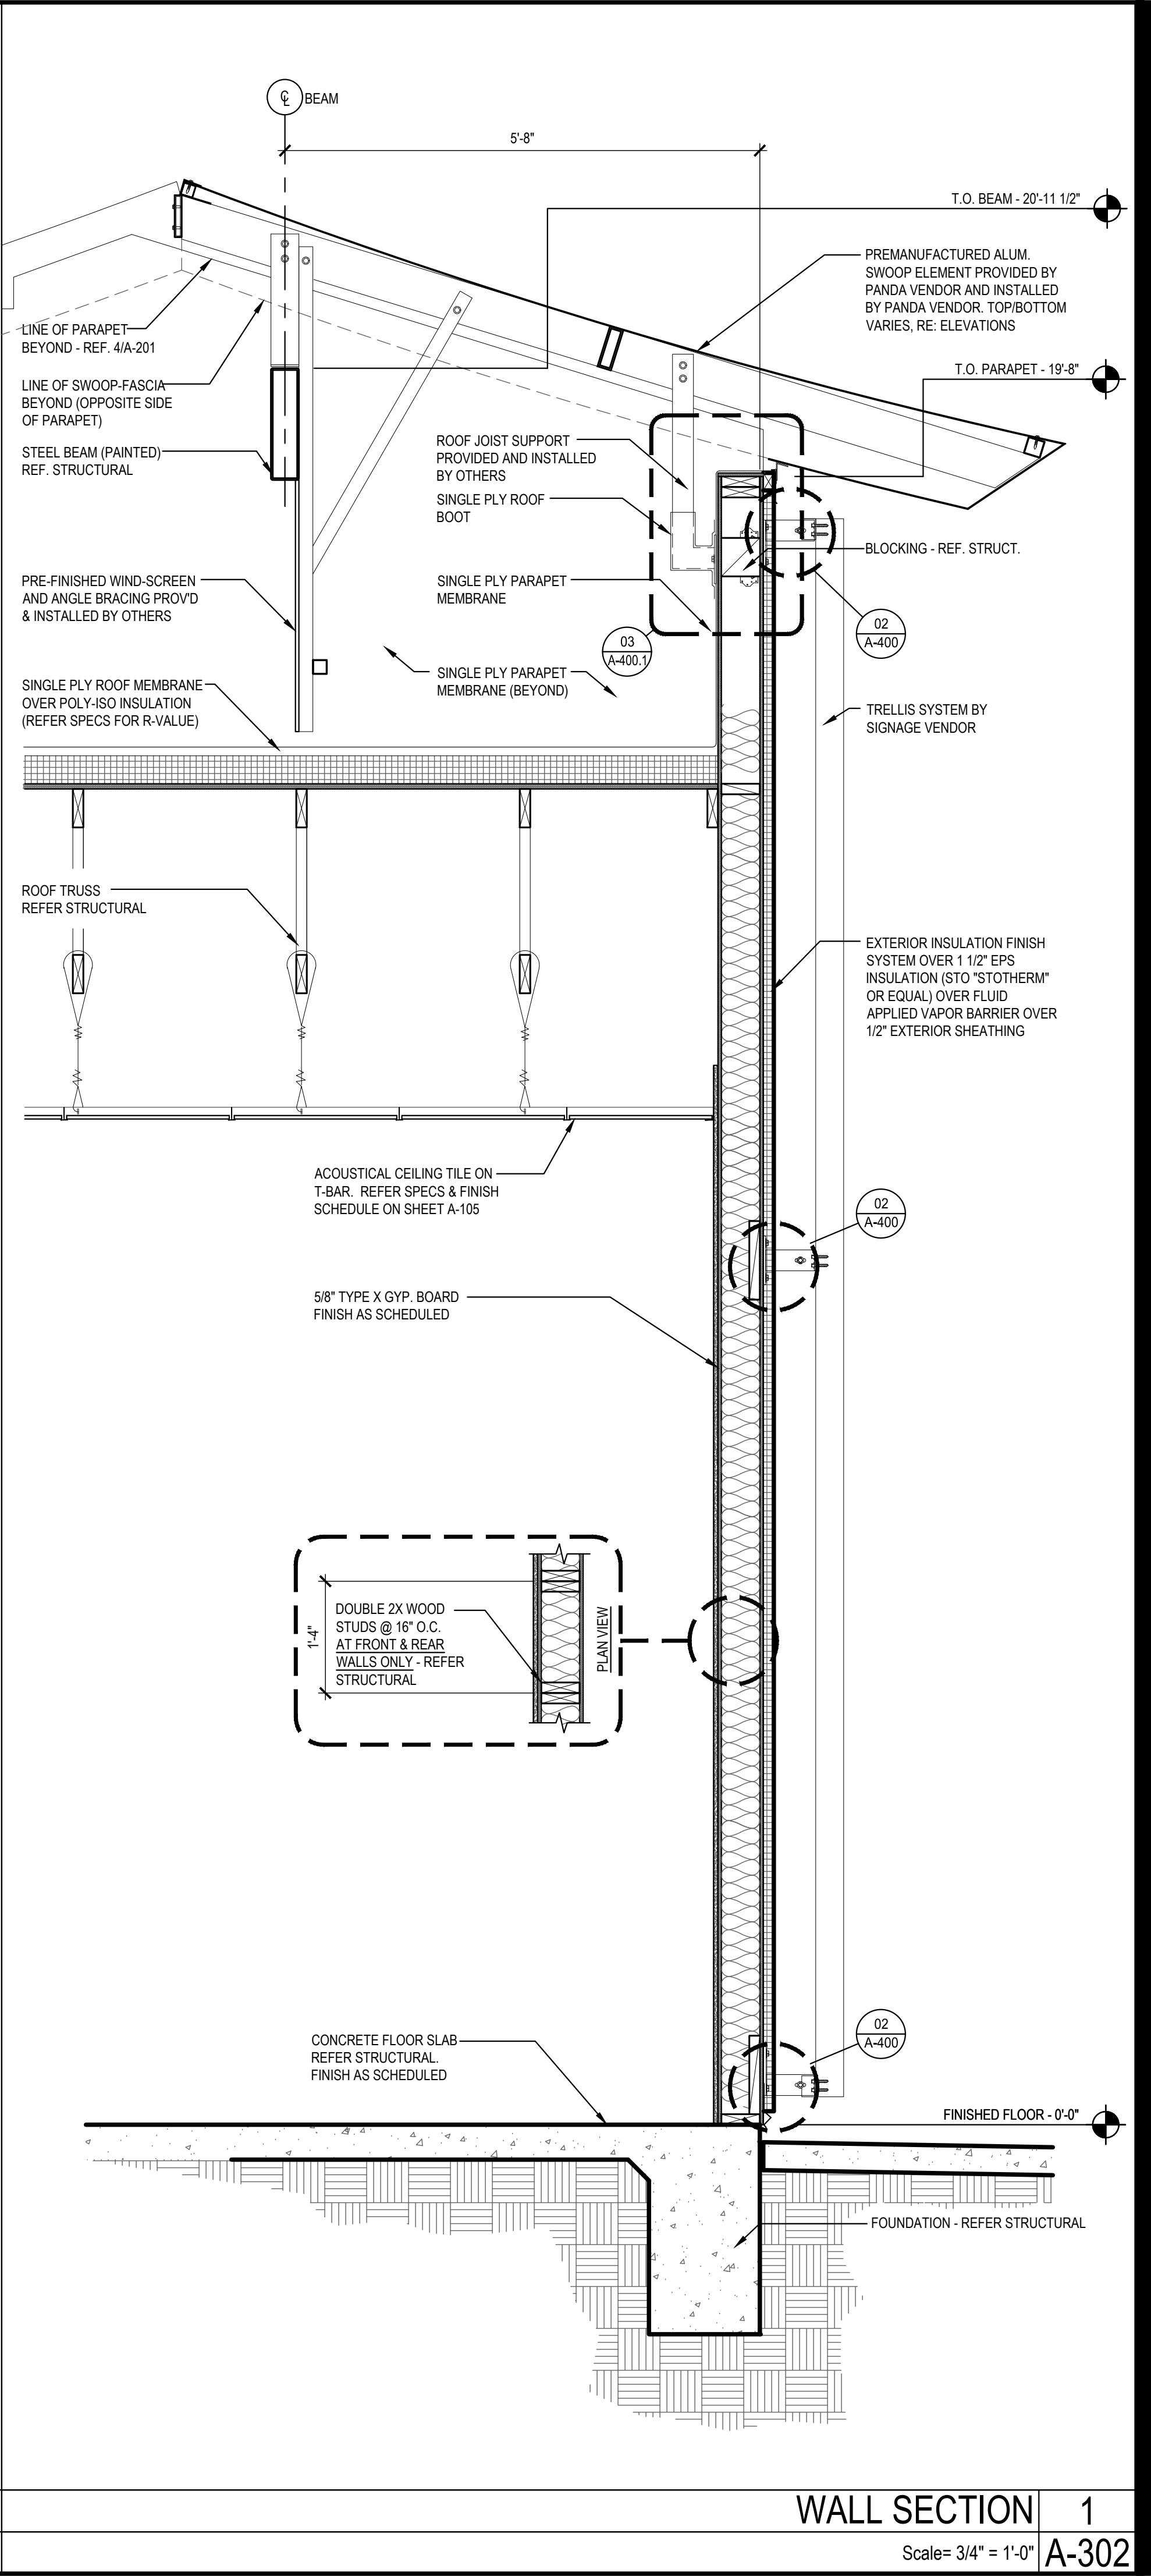 ℄ BEAM
5'-8"
T.O. BEAM - 20'-11 1/2"
PREMANUFACTURED ALUM.
SWOOP ELEMENT PROVIDED BY
PANDA VENDOR AND INSTALLED
BY PANDA VENDOR. TOP/BOTTOM
VARIES, RE: ELEVATIONS
LINE OF PARAPET
BEYOND - REF. 4/A-201
T.O. PARAPET - 19'-8"
LINE OF SWOOP-FASCIA
BEYOND (OPPOSITE SIDE
OF PARAPET)
STEEL BEAM (PAINTED)
REF. STRUCTURAL
ROOF JOIST SUPPORT
PROVIDED AND INSTALLED
BY OTHERS
SINGLE PLY ROOF
BOOT
BLOCKING - REF. STRUCT.
PRE-FINISHED WIND-SCREEN
AND ANGLE BRACING PROV'D
& INSTALLED BY OTHERS
SINGLE PLY PARAPET
MEMBRANE
03
A-400.1
02
A-400
SINGLE PLY PARAPET
MEMBRANE (BEYOND)
SINGLE PLY ROOF MEMBRANE
OVER POLY-ISO INSULATION
(REFER SPECS FOR R-VALUE)
TRELLIS SYSTEM BY
SIGNAGE VENDOR
ROOF TRUSS
REFER STRUCTURAL
EXTERIOR INSULATION FINISH
SYSTEM OVER 1 1/2" EPS
INSULATION (STO "STOTHERM"
OR EQUAL) OVER FLUID
APPLIED VAPOR BARRIER OVER
1/2" EXTERIOR SHEATHING
ACOUSTICAL CEILING TILE ON
T-BAR. REFER SPECS & FINISH
SCHEDULE ON SHEET A-105
02
A-400
5/8" TYPE X GYP. BOARD
FINISH AS SCHEDULED
1'-4"
DOUBLE 2X WOOD
STUDS @ 16" O.C.
AT FRONT & REAR
WALLS ONLY - REFER
STRUCTURAL
PLAN VIEW
02
A-400
CONCRETE FLOOR SLAB
REFER STRUCTURAL.
FINISH AS SCHEDULED
FINISHED FLOOR - 0'-0"
FOUNDATION - REFER STRUCTURAL
WALL SECTION 1
Scale= 3/4" = 1'-0" A-302